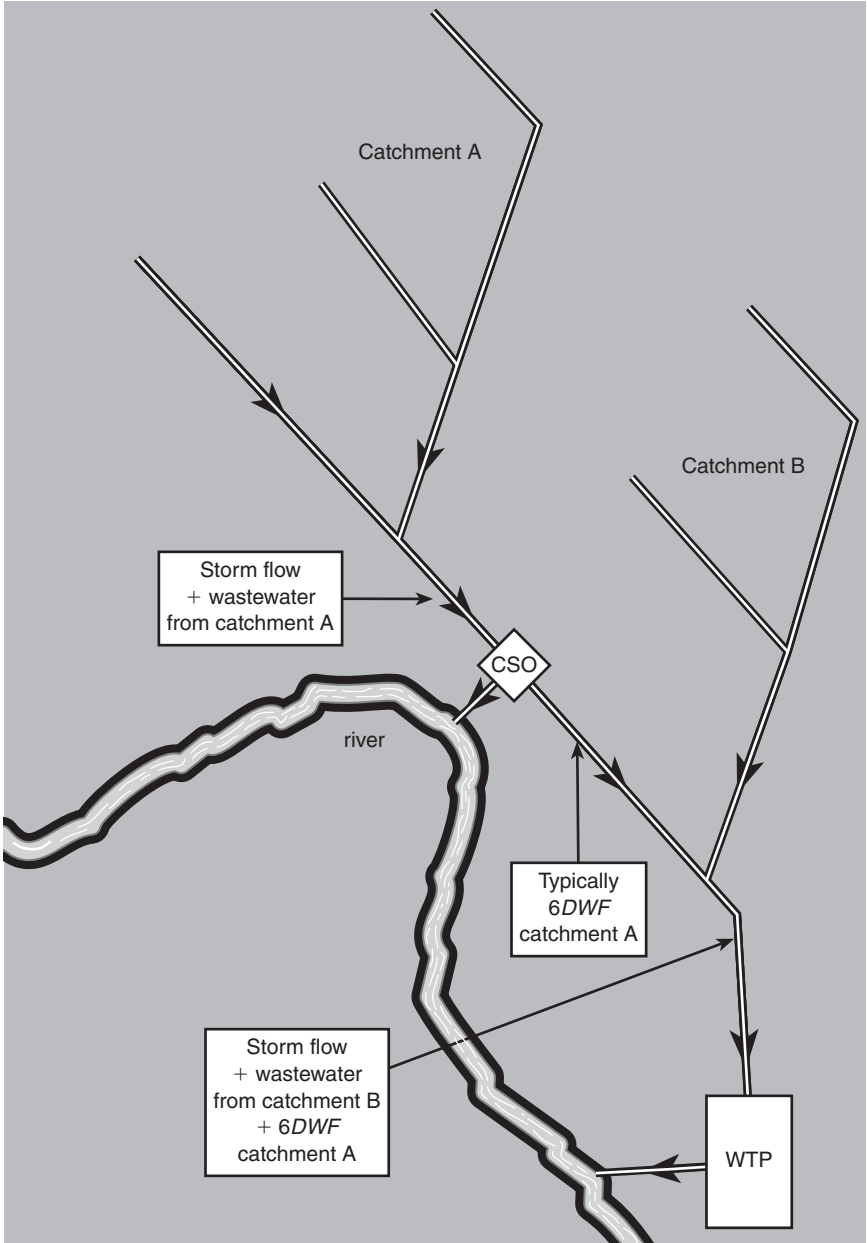 Catchment A
Catchment B
Storm flow
+ wastewater
from catchment A
CSO
river
Typically
6DWF
catchment A
Storm flow
+ wastewater
from catchment B
+ 6DWF
catchment A
WTP